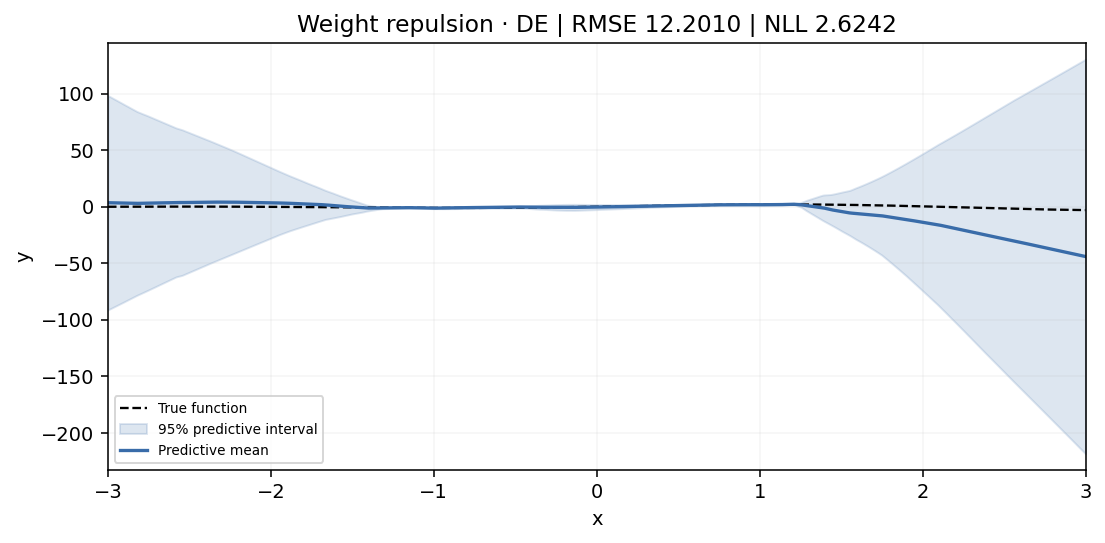 Weight repulsion · DE | RMSE 12.2010 | NLL 2.6242
y
100
50
0
−50
−100
−150
−200
True function
95% predictive interval
Predictive mean
−3 −2 −1 0 1 2 3
x